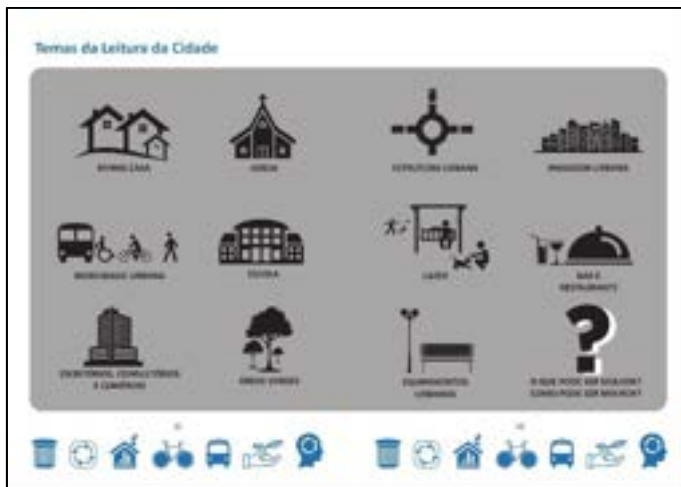 Temas da Leitura da Cidade
MINHA CASA
IGREJA
ESTRUTURA URBANA
PAISAGEM URBANA
MOBILIDADE URBANA
ESCOLA
LAZER
BAR E
RESTAURANTE
ESCRITÓRIOS, CONSULTÓRIOS
E COMÉRCIO
ÁREAS VERDES
EQUIPAMENTOS
URBANOS
O QUE PODE SER MELHOR?
COMO PODE SER MELHOR?